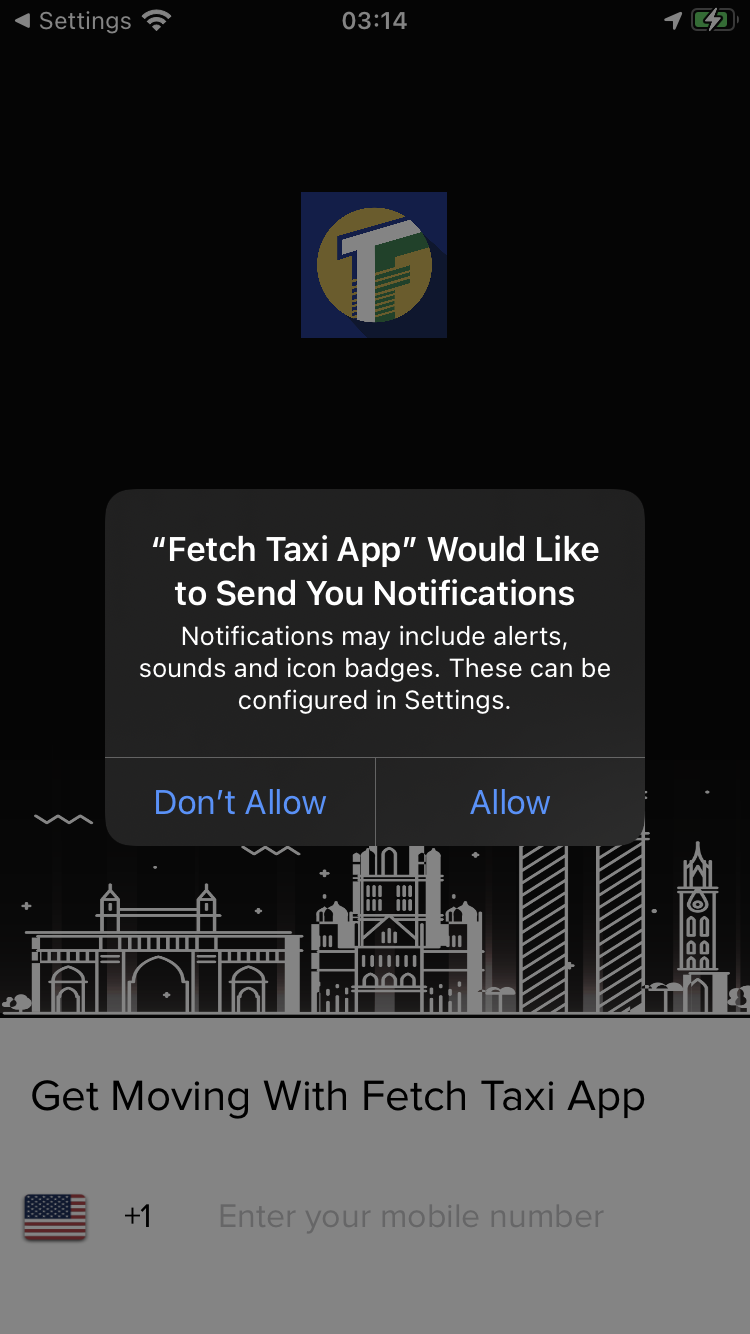 Settings
03:14
TF
“Fetch Taxi App” Would Like
to Send You Notifications
Notifications may include alerts,
sounds and icon badges. These can be
configured in Settings.
Don’t Allow
Allow
Get Moving With Fetch Taxi App
+1
Enter your mobile number